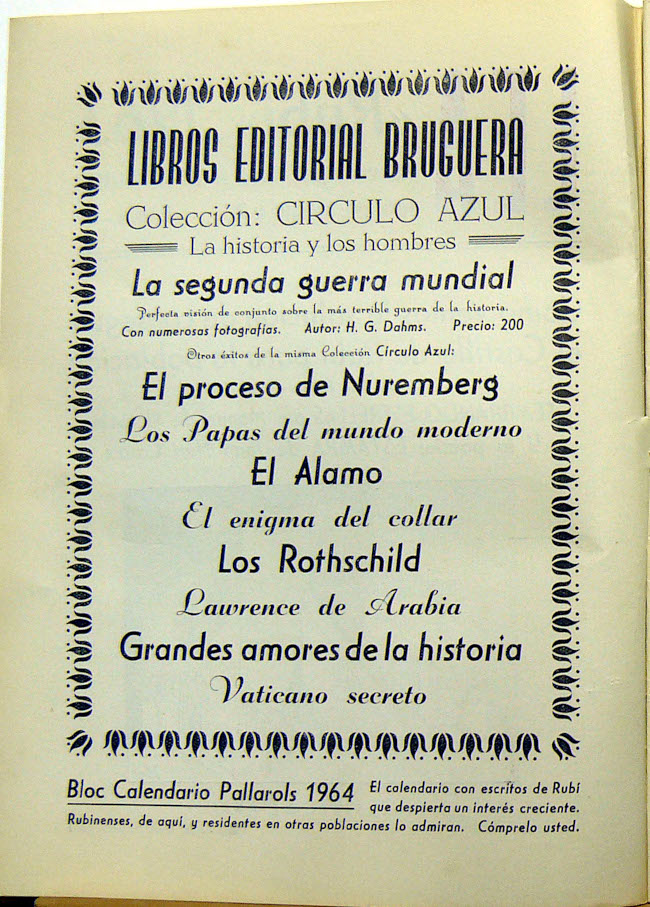 LIBROS EDITORIAL BRUGUERA
Colección: CIRCULO AZUL
La historia y los hombres
La segunda guerra mundial
Perfecta visión de conjunto sobre la más terrible guerra de la historia.
Con numerosas fotografías. Autor: H. G. Dahms. Precio: 200
Otros éxitos de la misma Colección Círculo Azul:
El proceso de Nuremberg
Los Papas del mundo moderno
El Alamo
El enigma del collar
Los Rothschild
Lawrence de Arabia
Grandes amores de la historia
Vaticano secreto
Bloc Calendario Pallarols 1964 El calendario con escritos de Rubí
que despierta un interés creciente.
Rubinenses, de aquí, y residentes en otras poblaciones lo admiran. Cómprelo usted.